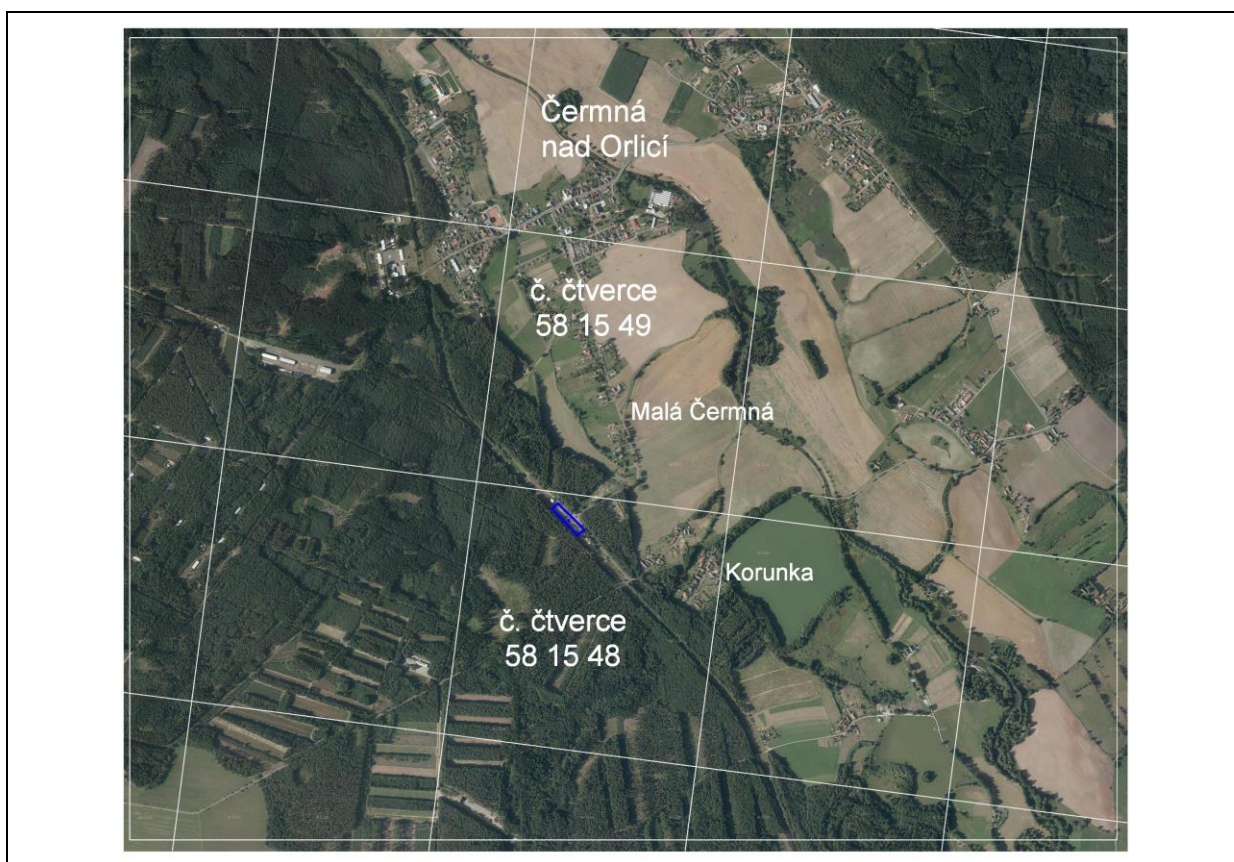 Čermná
nad Orlicí
č. čtverce
58 15 49
Malá Čermná
Korunka
č. čtverce
58 15 48